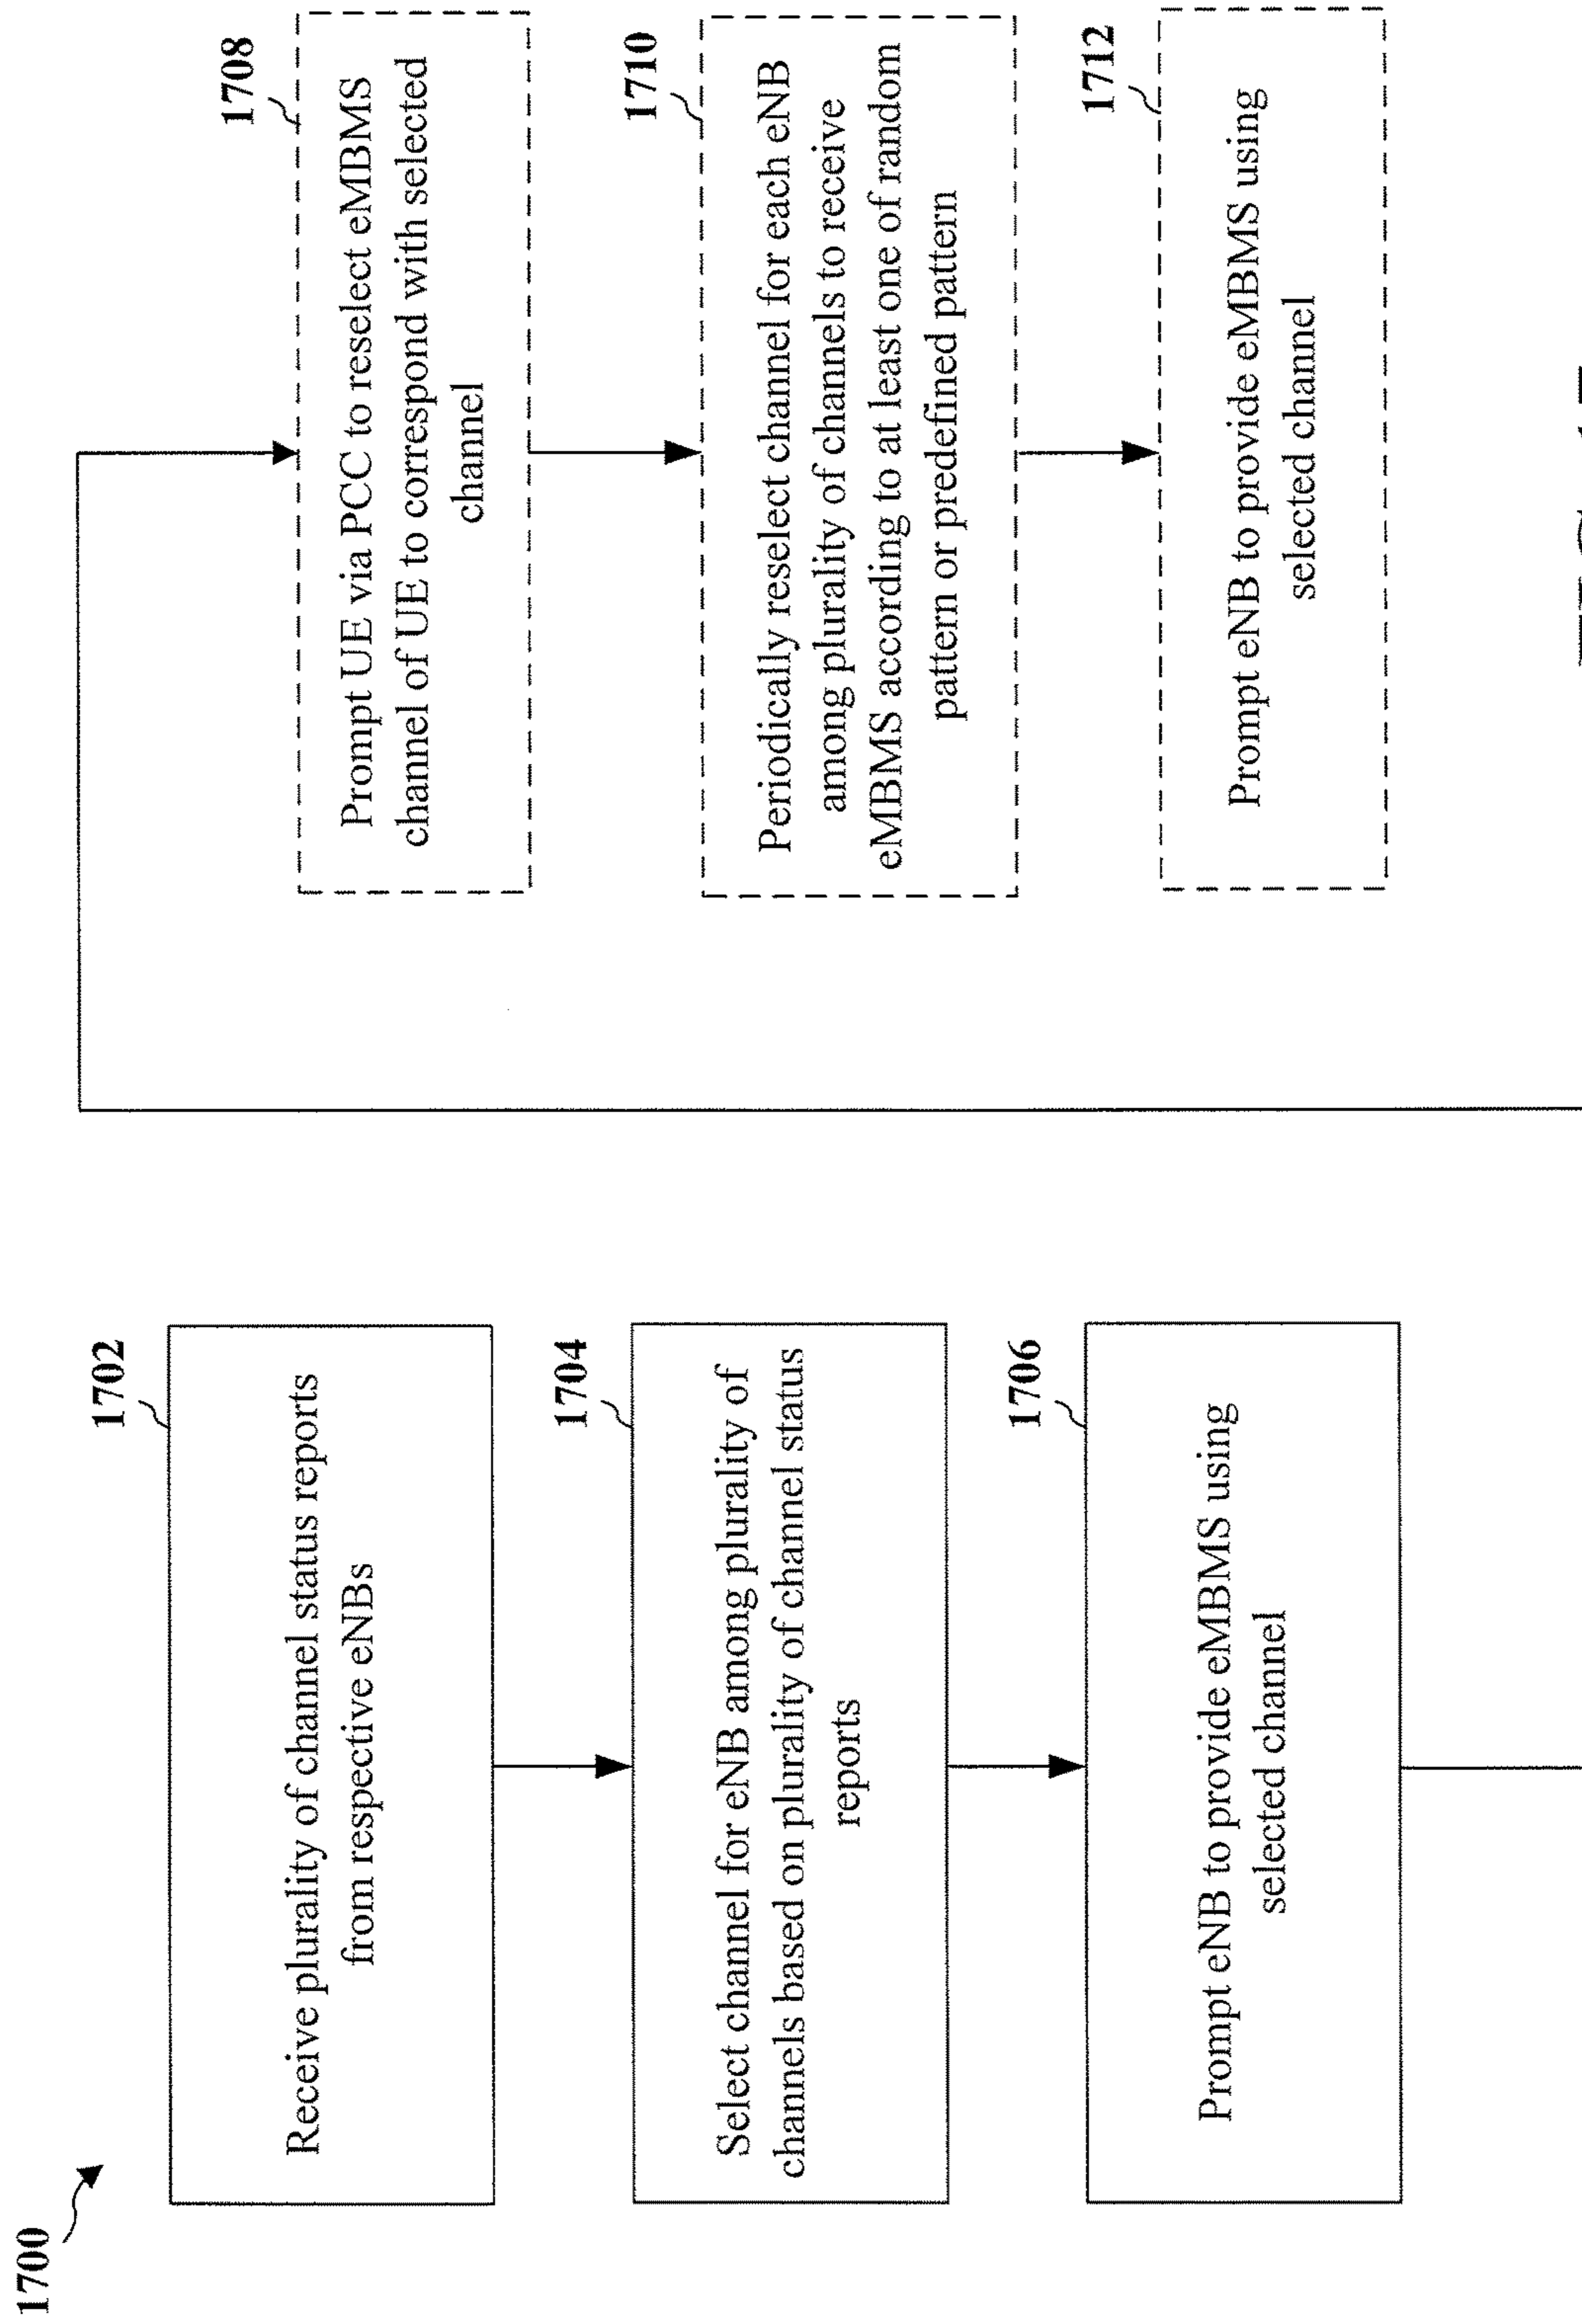 1700
1702
Receive plurality of channel status reports
from respective eNBs
1704
Select channel for eNB among plurality of
channels based on plurality of channel status
reports
1706
Prompt eNB to provide eMBMS using
selected channel
1708
Prompt UE via PCC to reselect eMBMS
channel of UE to correspond with selected
channel
1710
Periodically reselect channel for each eNB
among plurality of channels to receive
eMBMS according to at least one of random
pattern or predefined pattern
1712
Prompt eNB to provide eMBMS using
selected channel